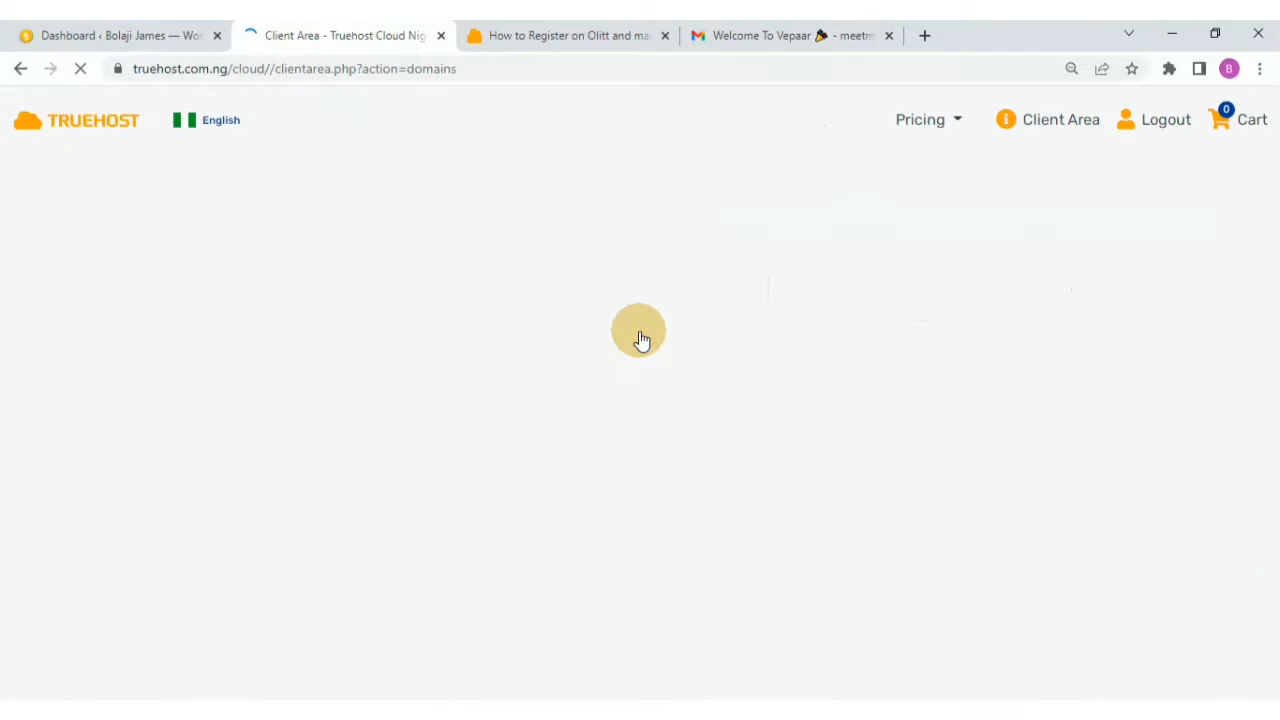 Dashboard ‹ Bolaji James — Wor
Client Area - Truehost Cloud Nig
How to Register on Olitt and ma
Welcome To Vepaar 🎉 - meetm
truehost.com.ng/cloud//clientarea.php?action=domains
B
TRUEHOST
English
Pricing
Client Area
Logout
0
Cart